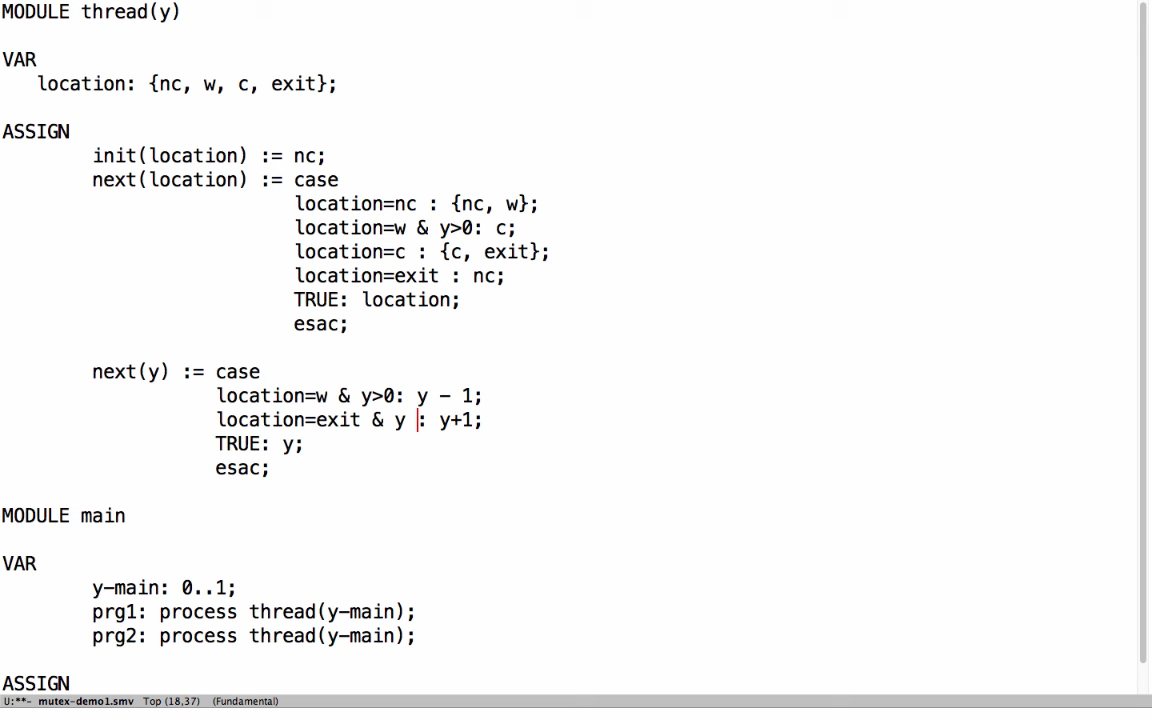 MODULE thread(y)
VAR
location: {nc, w, c, exit};
ASSIGN
init(location) := nc;
next(location) := case
location=nc : {nc, w};
location=w & y>0: c;
location=c : {c, exit};
location=exit : nc;
TRUE: location;
esac;
next(y) := case
location=w & y>0: y - 1;
location=exit & y : y+1;
TRUE: y;
esac;
MODULE main
VAR
y-main: 0..1;
prg1: process thread(y-main);
prg2: process thread(y-main);
ASSIGN
U:**- mutex-demo1.smv Top (18,37) (Fundamental)